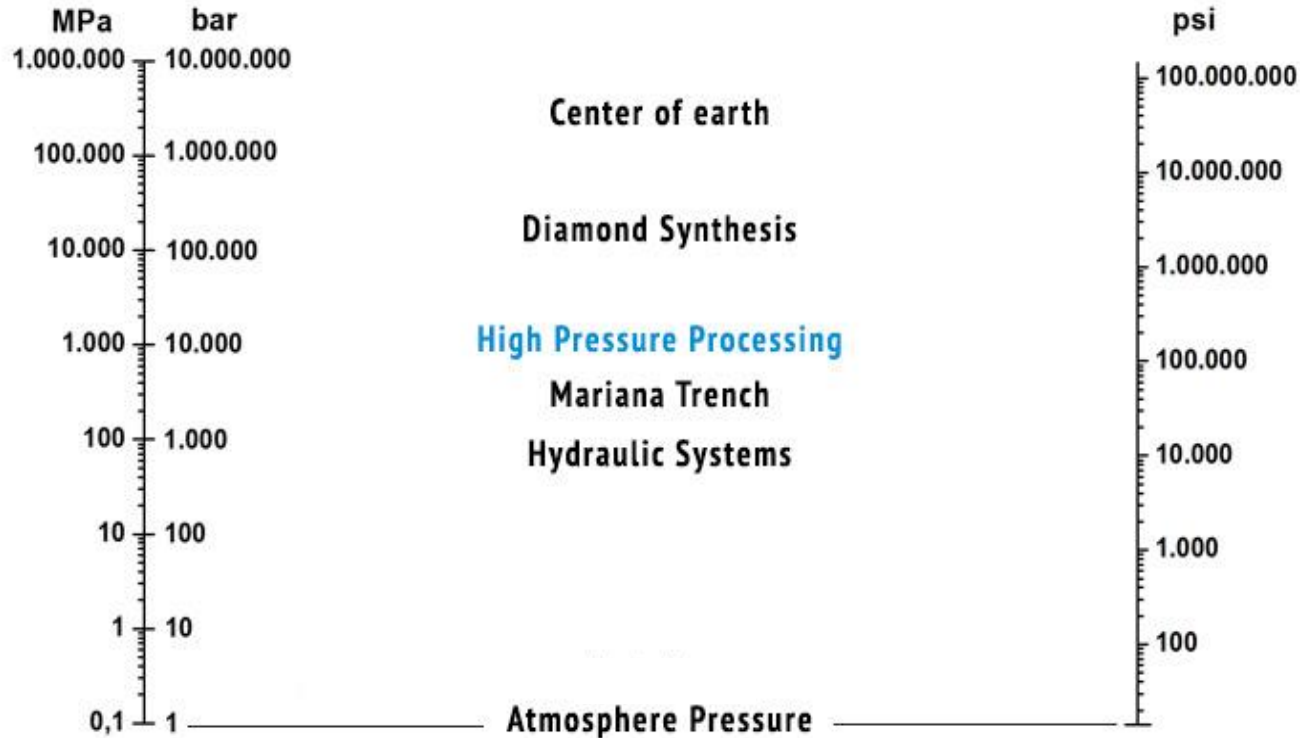 MPa bar psi
1.000.000 10.000.000
100.000.000
Center of earth
100.000 1.000.000
10.000.000
Diamond Synthesis
10.000 100.000
1.000.000
High Pressure Processing
1.000 10.000
100.000
Mariana Trench
100 1.000
Hydraulic Systems
10.000
10 100
1.000
1 10
100
0,1 1 Atmosphere Pressure